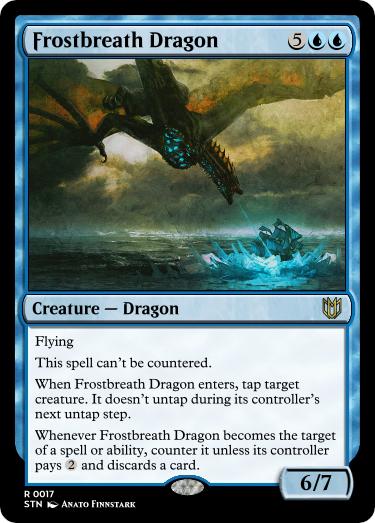 Frostbreath Dragon 5
Creature — Dragon
Flying
This spell can't be countered.
When Frostbreath Dragon enters, tap target
creature. It doesn't untap during its controller's
next untap step.
Whenever Frostbreath Dragon becomes the target
of a spell or ability, counter it unless its controller
pays 2 and discards a card.
6/7
R 0017
STN Anato Finnstark